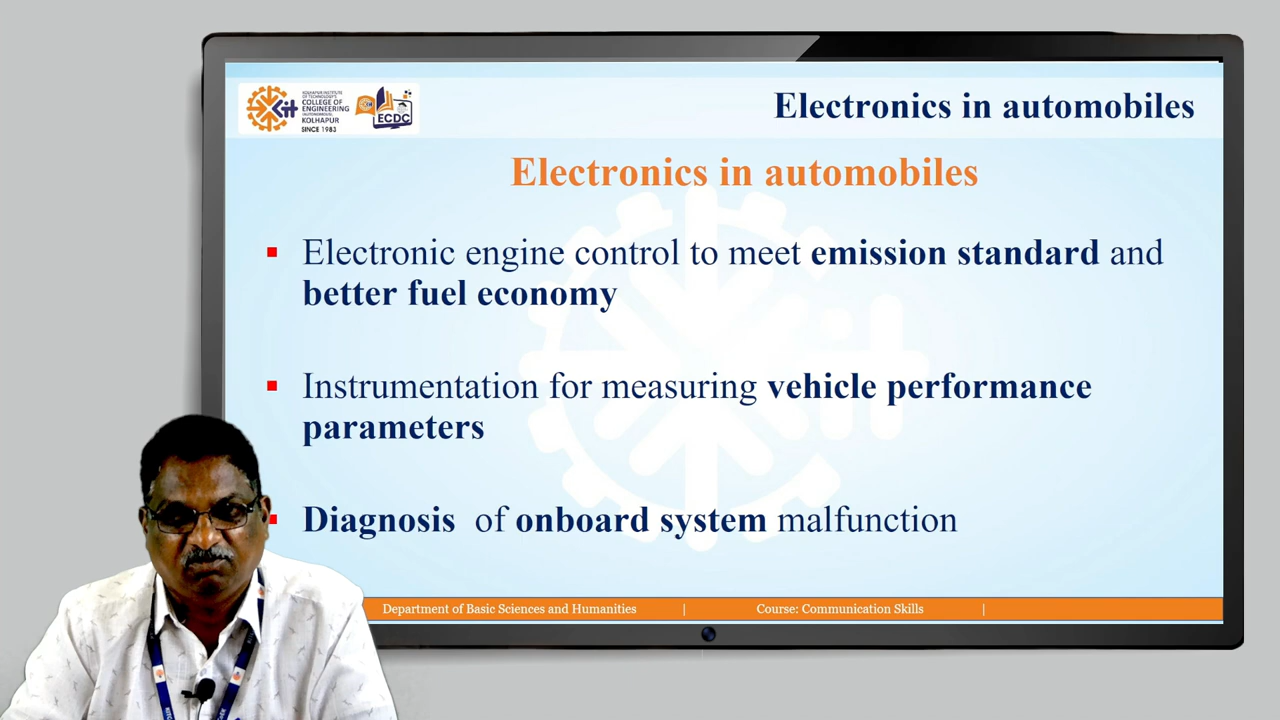 KOLHAPUR INSTITUTE
OF TECHNOLOGY'S
COLLEGE OF
ENGINEERING
(AUTONOMOUS)
KOLHAPUR
SINCE 1983
ECDC
Electronics in automobiles
Electronics in automobiles
▪ Electronic engine control to meet emission standard and
better fuel economy
▪ Instrumentation for measuring vehicle performance
parameters
▪ Diagnosis of onboard system malfunction
Department of Basic Sciences and Humanities | Course: Communication Skills |